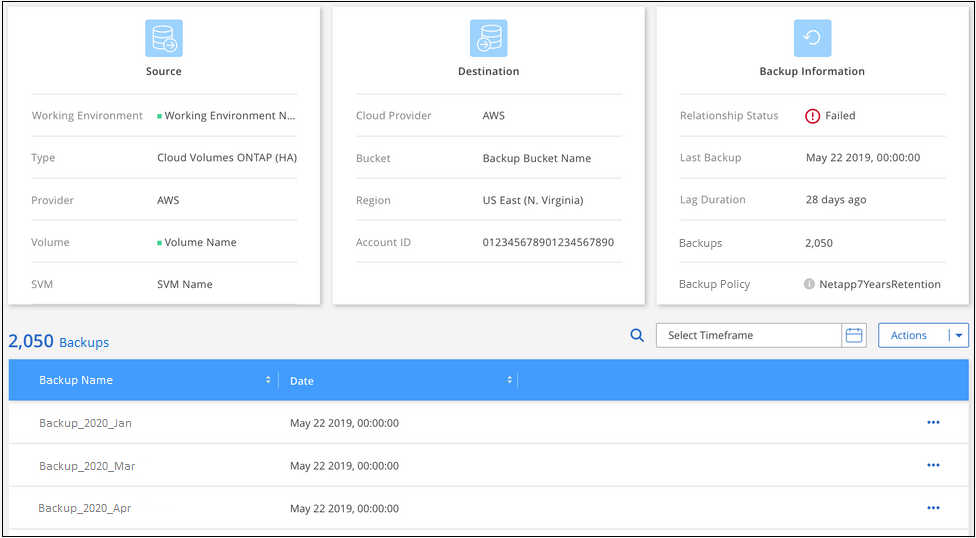 Source
Working Environment Working Environment N...
Type Cloud Volumes ONTAP (HA)
Provider AWS
Volume Volume Name
SVM SVM Name
Destination
Cloud Provider AWS
Bucket Backup Bucket Name
Region US East (N. Virginia)
Account ID 012345678901234567890
Backup Information
Relationship Status Failed
Last Backup May 22 2019, 00:00:00
Lag Duration 28 days ago
Backups 2,050
Backup Policy Netapp7YearsRetention
2,050 Backups Select Timeframe Actions
Backup Name Date
Backup_2020_Jan May 22 2019, 00:00:00
Backup_2020_Mar May 22 2019, 00:00:00
Backup_2020_Apr May 22 2019, 00:00:00